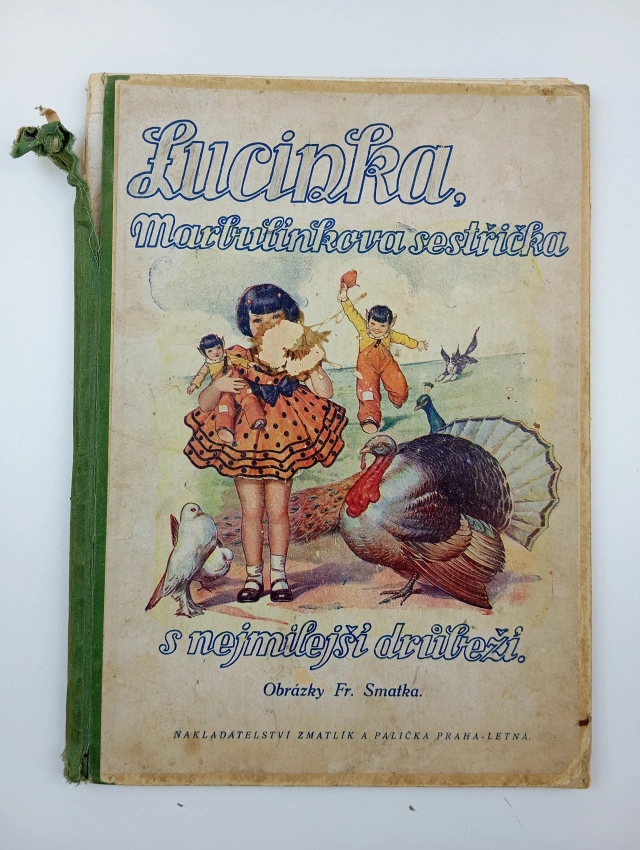 Lucinka,
Marbulínkova sestřička
s nejmilejší drůbeží.
Obrázky Fr. Smatka.
NAKLADATELSTVÍ ZMATLÍK A PALIČKA PRAHA-LETNÁ.